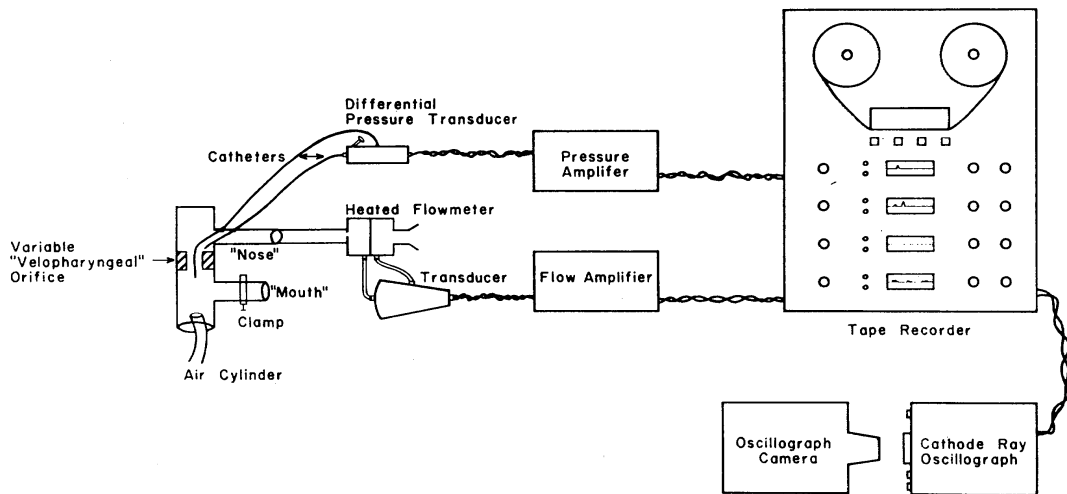 Differential
Pressure Transducer
Catheters
Pressure
Amplifer
Heated Flowmeter
Variable
"Velopharyngeal"
Orifice
"Nose"
Transducer
Flow Amplifier
"Mouth"
Clamp
Air Cylinder
Tape Recorder
Oscillograph
Camera
Cathode Ray
Oscillograph